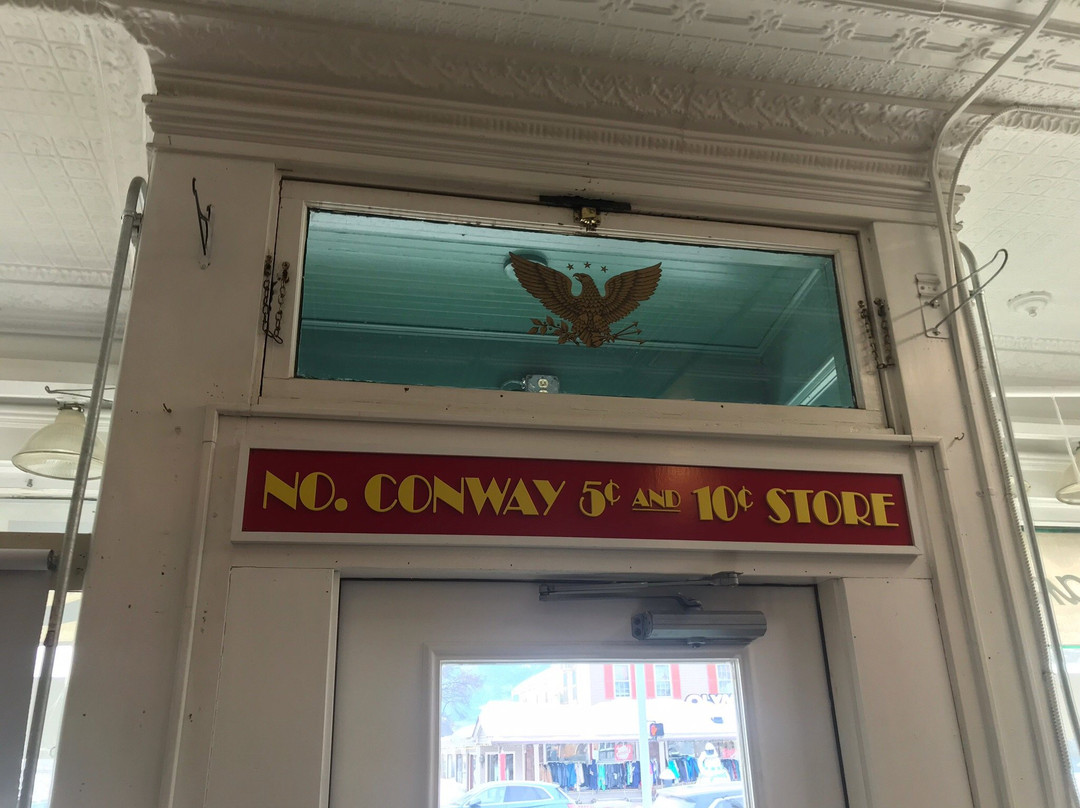 NO. CONWAY 5¢ AND 10¢ STORE